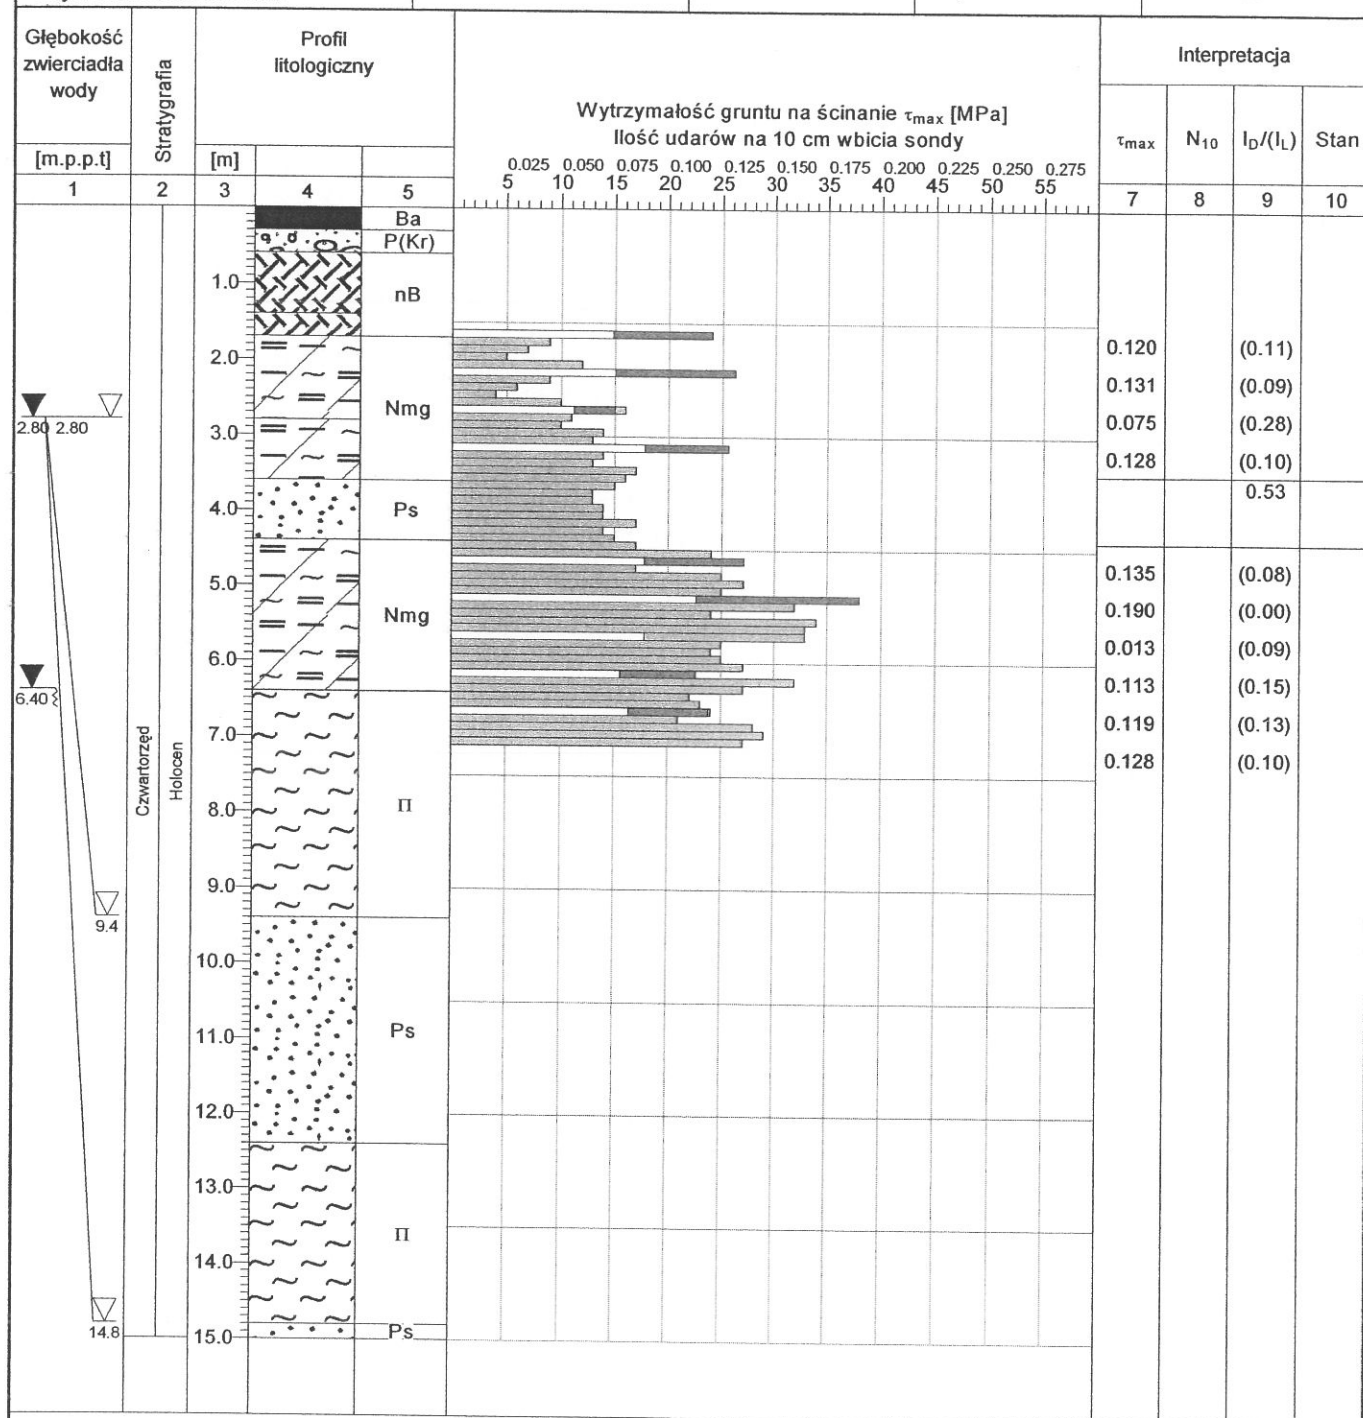 Głębokość
zwierciadła
wody
[m.p.p.t]
Stratygrafia
Profil
litologiczny
[m]
Wytrzymałość gruntu na ścinanie τmax [MPa]
Ilość udarów na 10 cm wbicia sondy
0.025 0.050 0.075 0.100 0.125 0.150 0.175 0.200 0.225 0.250 0.275
5 10 15 20 25 30 35 40 45 50 55
Interpretacja
τmax N10 ID/(IL) Stan
1 2 3 4 5 7 8 9 10
Ba
P(Kr)
1.0 nB
2.0 0.120 (0.11)
0.131 (0.09)
Nmg
2.80 2.80
3.0 0.075 (0.28)
0.128 (0.10)
0.53
4.0 Ps
5.0 0.135 (0.08)
0.190 (0.00)
Nmg
6.0 0.013 (0.09)
6.40 0.113 (0.15)
7.0 0.119 (0.13)
0.128 (0.10)
Czwartorzęd
Holocen
8.0 Π
9.0
9.4
10.0
11.0 Ps
12.0
13.0
Π
14.0
14.8
15.0 Ps